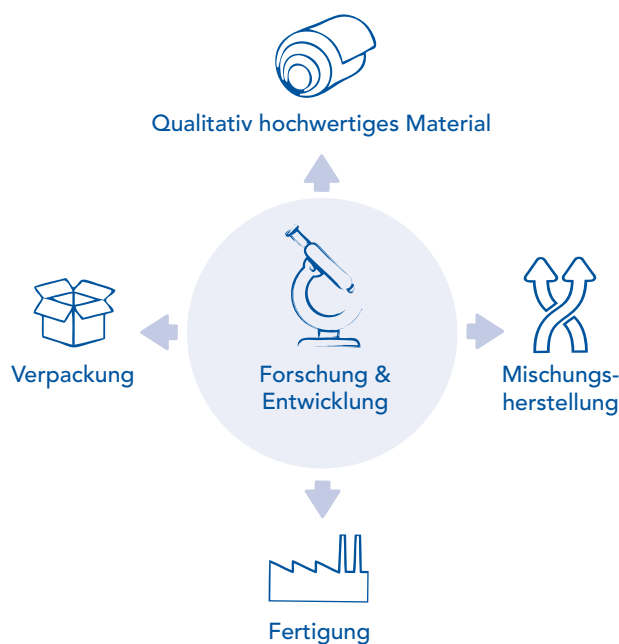 Qualitativ hochwertiges Material
Verpackung
Forschung &
Entwicklung
Mischungs-
herstellung
Fertigung